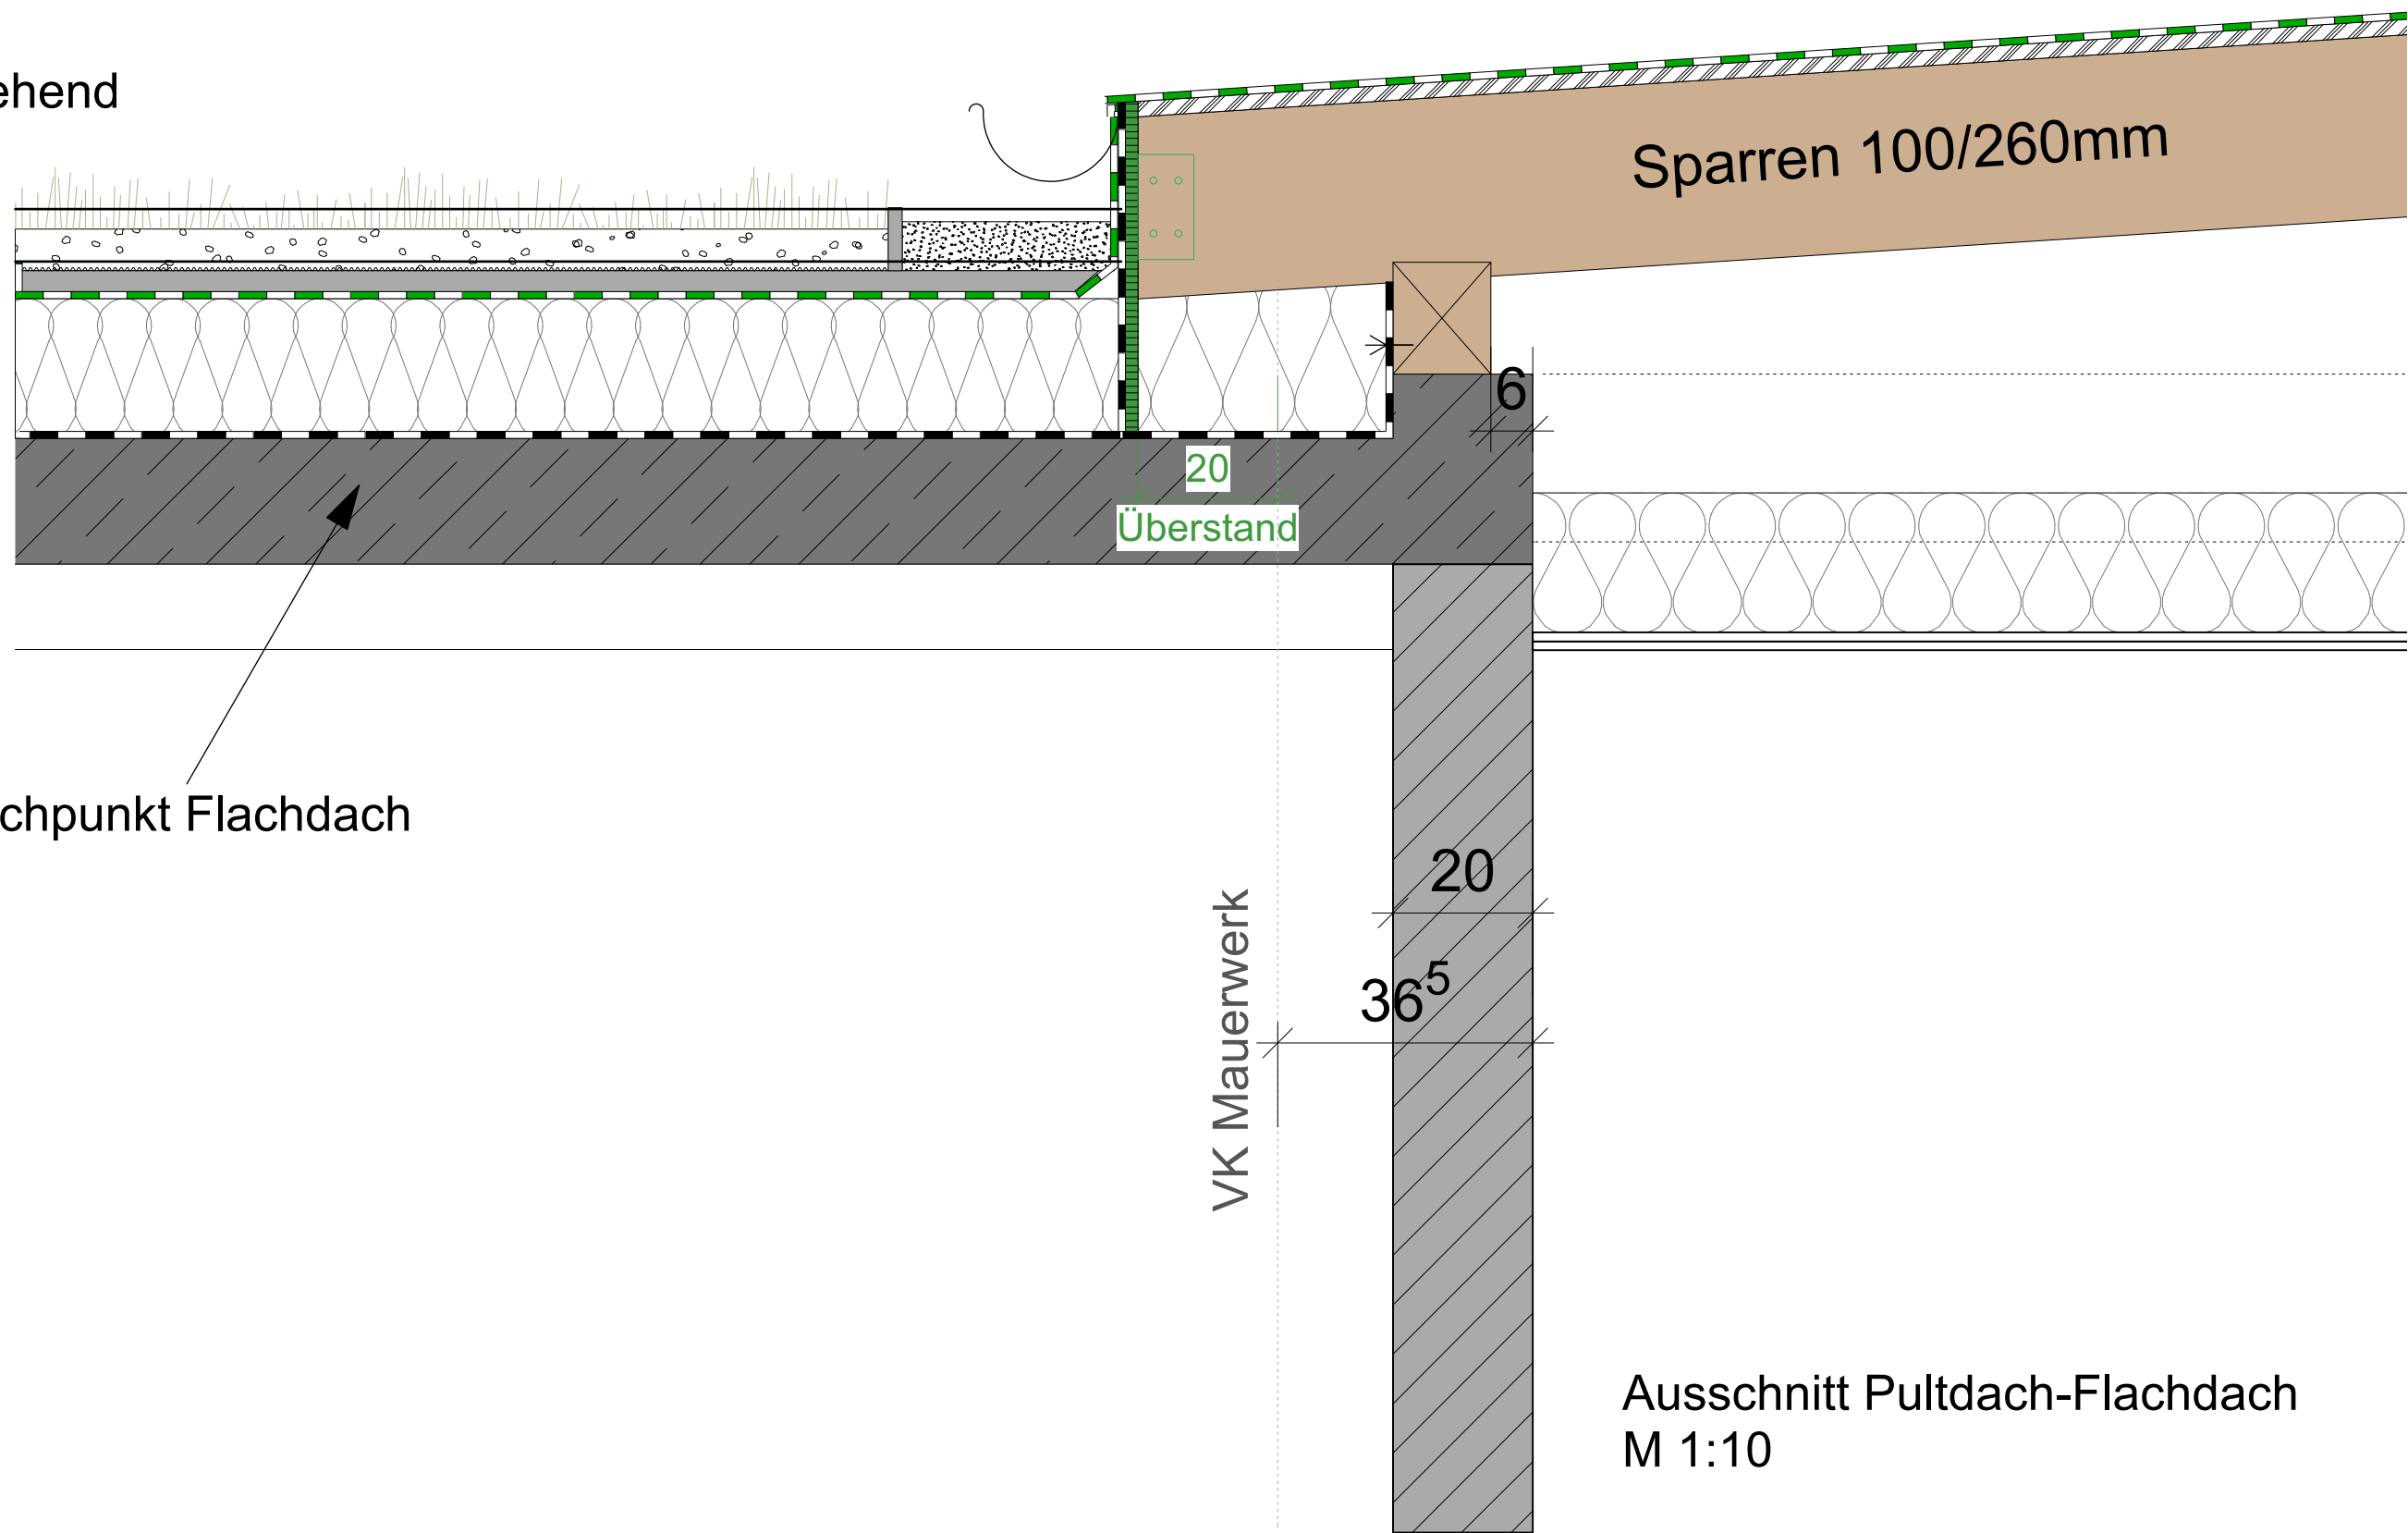 ehend
Sparren 100/260mm
6
20
Überstand
chpunkt Flachdach
20
36⁵
VK Mauerwerk
Ausschnitt Pultdach-Flachdach
M 1:10